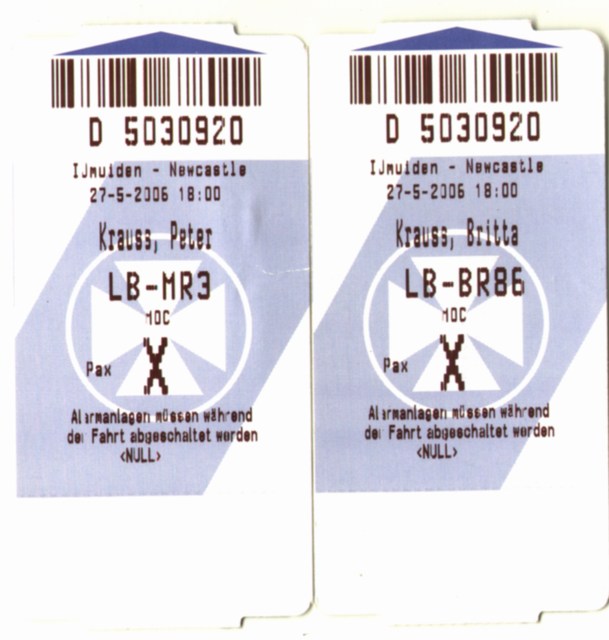 D 5030920
IJmuiden - Newcastle
27-5-2006 18:00
Krauss, Peter
LB-MR3
MOC
Pax X
Alarmanlagen müssen während
der Fahrt abgeschaltet werden
<NULL>
D 5030920
IJmuiden - Newcastle
27-5-2006 18:00
Krauss, Britta
LB-BR86
MOC
Pax X
Alarmanlagen müssen während
der Fahrt abgeschaltet werden
<NULL>